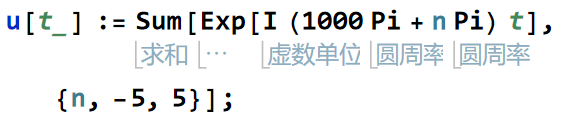 u[t_] := Sum[Exp[I (1000 Pi + n Pi) t],
求和 … 虚数单位 圆周率 圆周率
{n, -5, 5}];